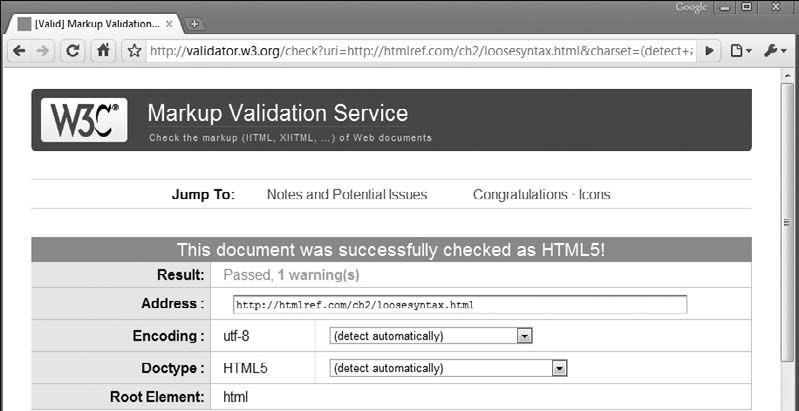 Google
[Valid] Markup Validation...
http://validator.w3.org/check?uri=http://htmlref.com/ch2/loosesyntax.html&charset=(detect+a
W3C®
Markup Validation Service
Check the markup (HTML, XHTML, ...) of Web documents
Jump To: Notes and Potential Issues Congratulations · Icons
This document was successfully checked as HTML5!
Result: Passed, 1 warning(s)
Address : http://htmlref.com/ch2/loosesyntax.html
Encoding : utf-8 (detect automatically)
Doctype : HTML5 (detect automatically)
Root Element: html